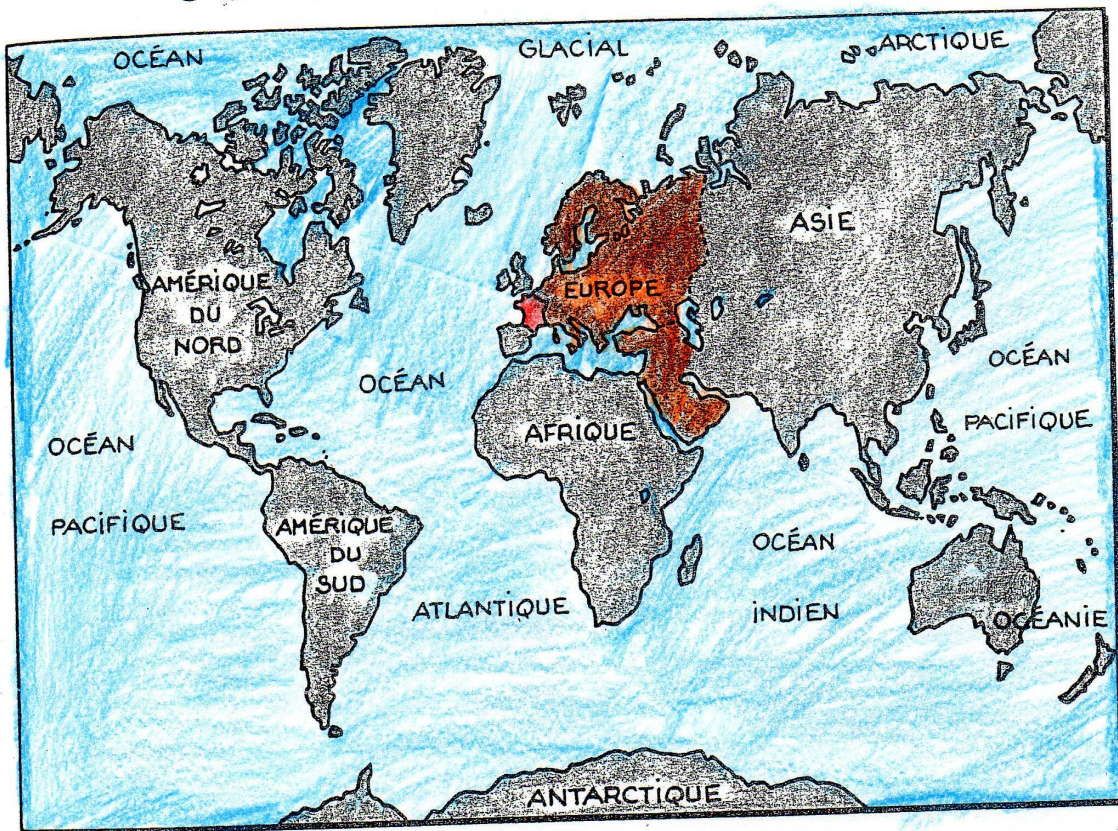 OCÉAN GLACIAL ARCTIQUE
ASIE
AMÉRIQUE
DU
NORD
EUROPE
OCÉAN
OCÉAN
PACIFIQUE
AFRIQUE
OCÉAN
PACIFIQUE
AMÉRIQUE
DU
SUD
ATLANTIQUE
OCÉAN
INDIEN
OCÉANIE
ANTARCTIQUE